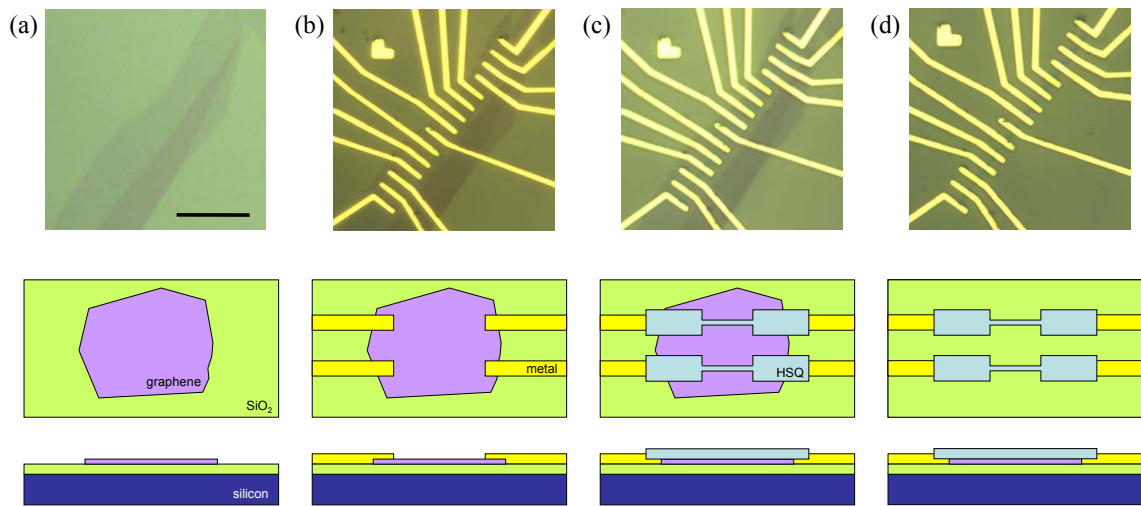 (a)
(b)
(c)
(d)
graphene
SiO2
metal
HSQ
silicon